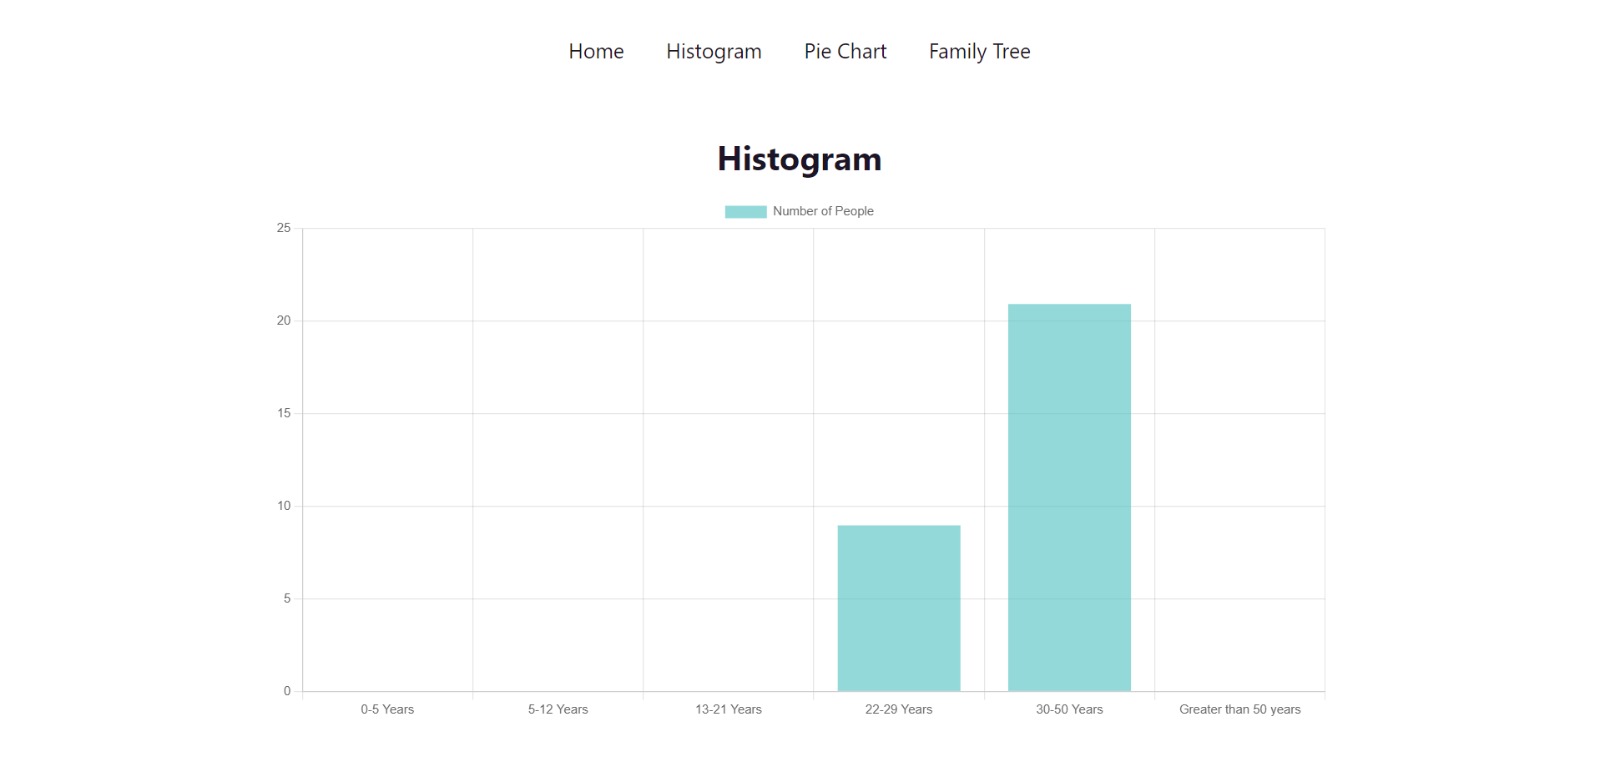 Home Histogram Pie Chart Family Tree
Histogram
Number of People
25
20
15
10
5
0
0-5 Years 5-12 Years 13-21 Years 22-29 Years 30-50 Years Greater than 50 years